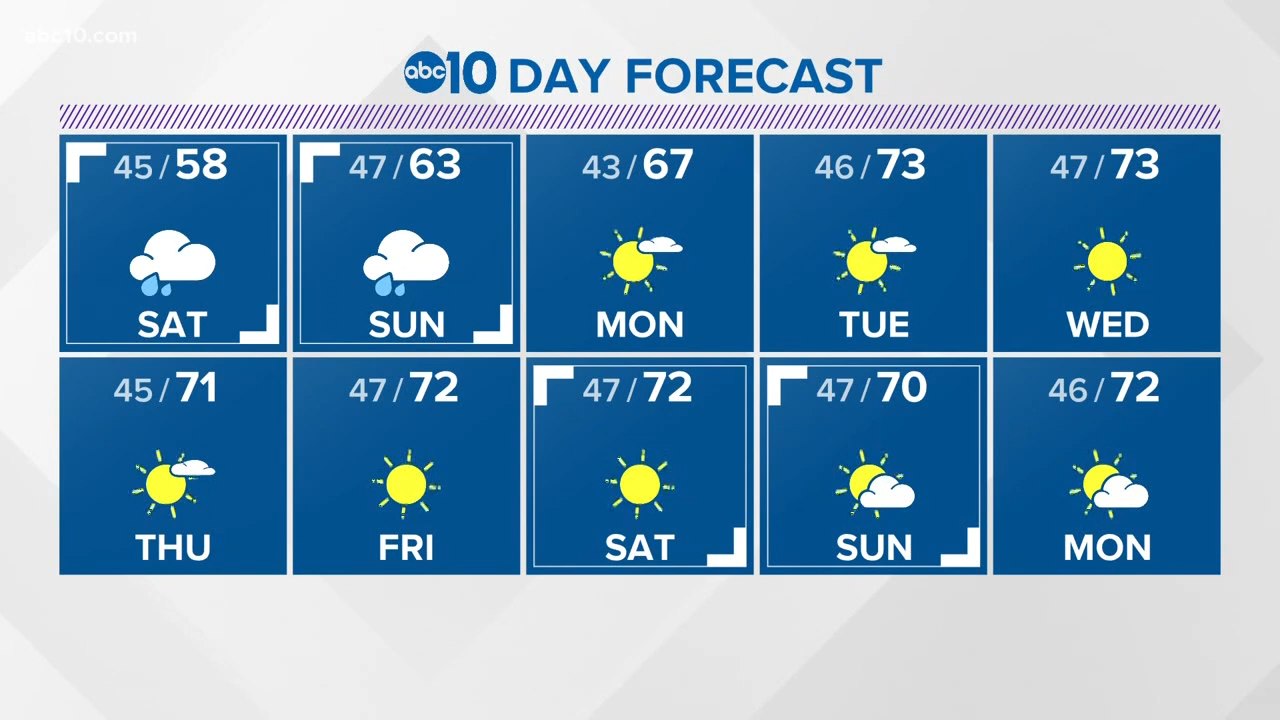 abc10.com
abc10 DAY FORECAST
45/58 47/63 43/67 46/73 47/73
SAT SUN MON TUE WED
45/71 47/72 47/72 47/70 46/72
THU FRI SAT SUN MON